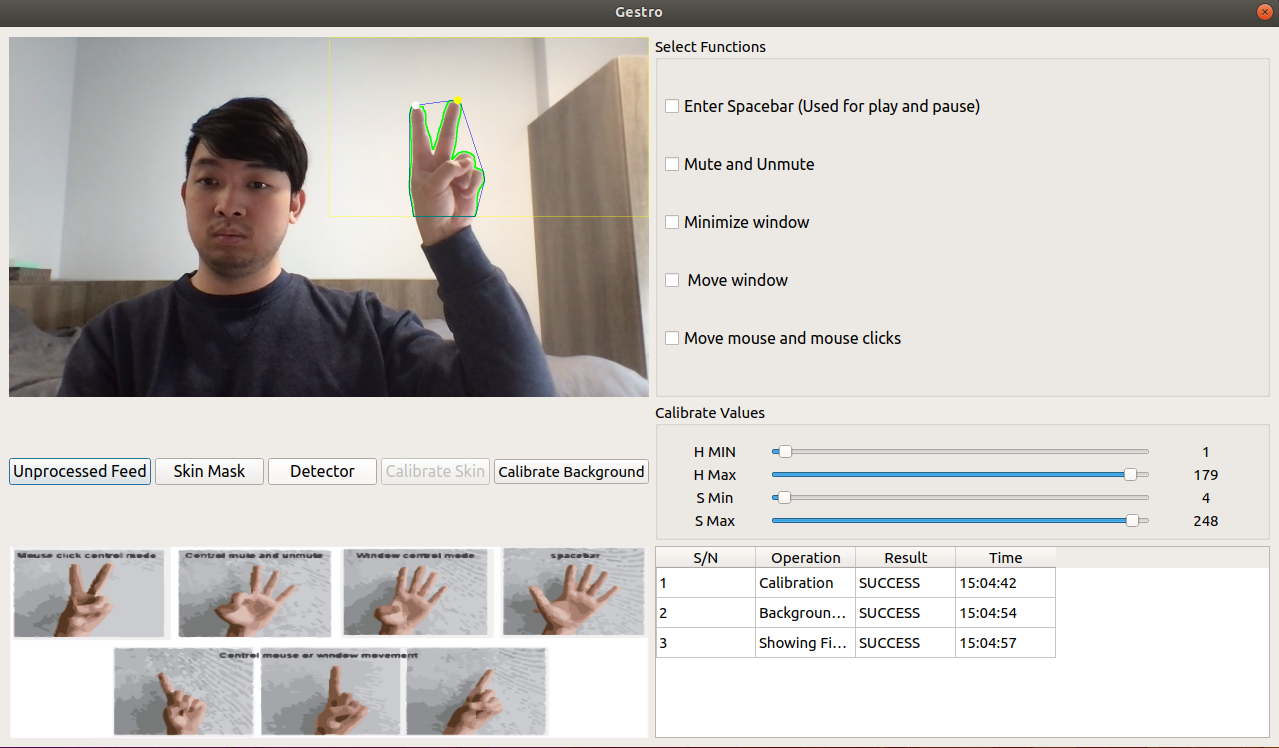 Gestro
Select Functions
Enter Spacebar (Used for play and pause)
Mute and Unmute
Minimize window
Move window
Move mouse and mouse clicks
Calibrate Values
H MIN 1
H Max 179
S Min 4
S Max 248
Unprocessed Feed Skin Mask Detector Calibrate Skin Calibrate Background
Mouse click control mode Control mute and unmute Window control mode spacebar
Control mouse or window movement
S/N Operation Result Time
1 Calibration SUCCESS 15:04:42
2 Backgroun... SUCCESS 15:04:54
3 Showing Fi... SUCCESS 15:04:57